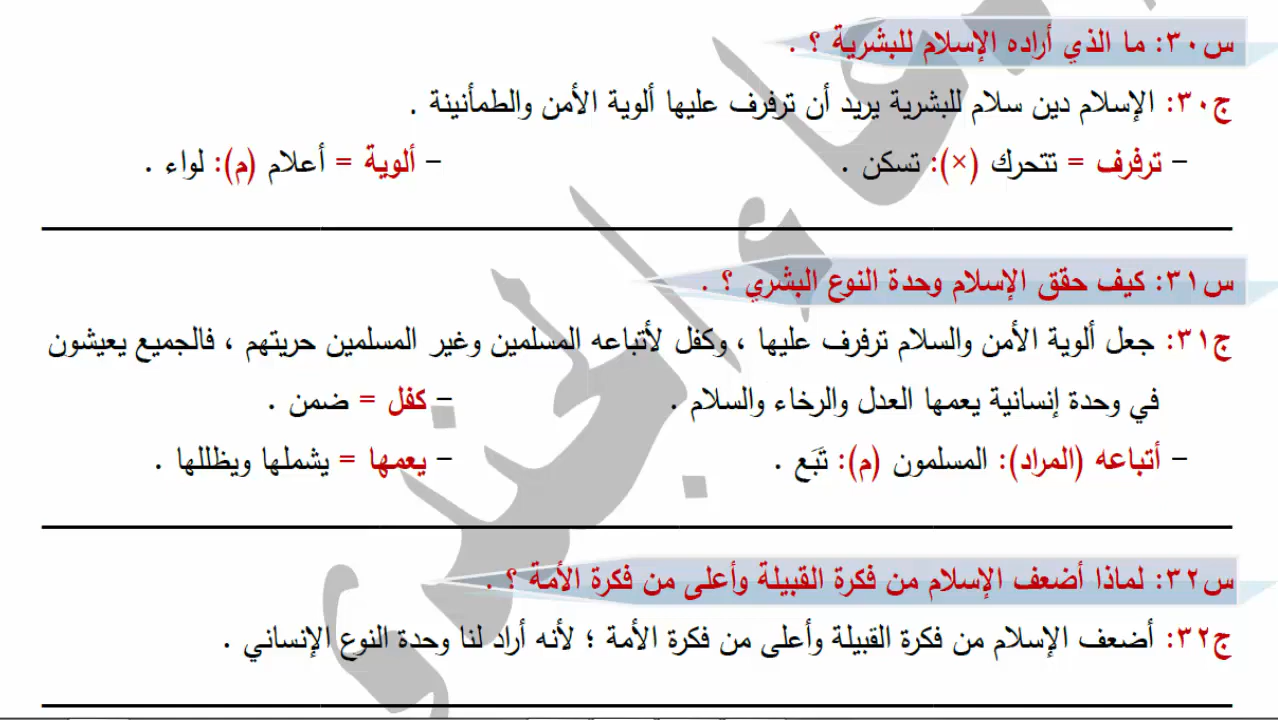 س٣٠: ما الذي أراده الإسلام للبشرية ؟ .
ج٣٠: الإسلام دين سلام للبشرية يريد أن ترفرف عليها ألوية الأمن والطمأنينة .
– ترفرف = تتحرك (×): تسكن . – ألوية = أعلام (م): لواء .
س٣١: كيف حقق الإسلام وحدة النوع البشري ؟ .
ج٣١: جعل ألوية الأمن والسلام ترفرف عليها ، وكفل لأتباعه المسلمين وغير المسلمين حريتهم ، فالجميع يعيشون
في وحدة إنسانية يعمها العدل والرخاء والسلام . – كفل = ضمن .
– أتباعه (المراد): المسلمون (م): تَبَع . – يعمها = يشملها ويظللها .
س٣٢: لماذا أضعف الإسلام من فكرة القبيلة وأعلى من فكرة الأمة ؟ .
ج٣٢: أضعف الإسلام من فكرة القبيلة وأعلى من فكرة الأمة ؛ لأنه أراد لنا وحدة النوع الإنساني .